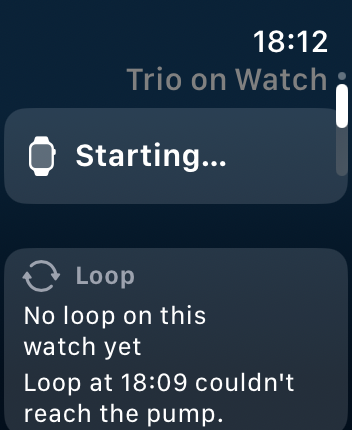 18:12
Trio on Watch
Starting...
Loop
No loop on this
watch yet
Loop at 18:09 couldn't
reach the pump.